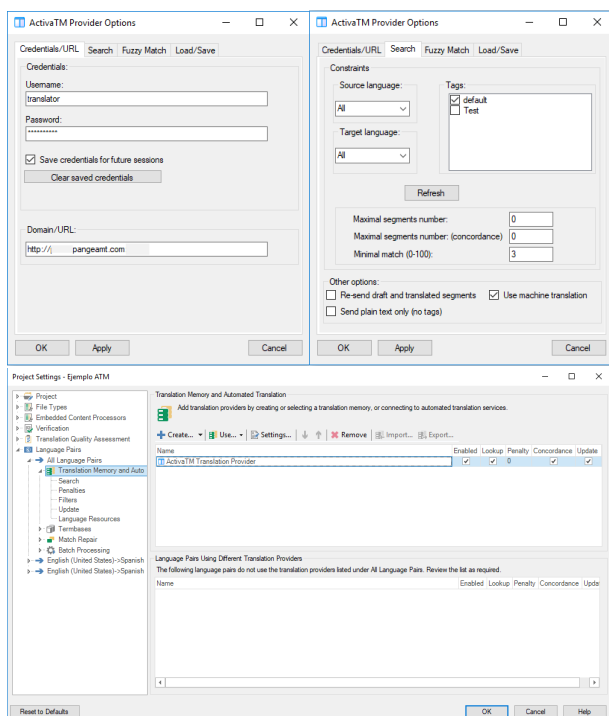 ActivaTM Provider Options
Credentials/URL Search Fuzzy Match Load/Save
Credentials:
Username:
translator
Password:
**********
Save credentials for future sessions
Clear saved credentials
Domain/URL:
http:// pangeamt.com
OK Apply Cancel
ActivaTM Provider Options
Credentials/URL Search Fuzzy Match Load/Save
Constraints
Source language:
All
Tags:
default
Test
Target language:
All
Refresh
Maximal segments number: 0
Maximal segments number: (concordance) 0
Minimal match (0-100): 3
Other options:
Re-send draft and translated segments Use machine translation
Send plain text only (no tags)
OK Apply Cancel
Project Settings - Ejemplo ATM
Project
File Types
Embedded Content Processors
Verification
Translation Quality Assessment
Language Pairs
All Language Pairs
Translation Memory and Auto
Search
Penalties
Filters
Update
Language Resources
Termbases
Match Repair
Batch Processing
English (United States)->Spanish
English (United States)->Spanish
Translation Memory and Automated Translation
Add translation providers by creating or selecting a translation memory, or connecting to automated translation services.
Create... Use... Settings... Remove Import... Export...
Name Enabled Lookup Penalty Concordance Update
ActivaTM Translation Provider 0
Language Pairs Using Different Translation Providers
The following language pairs do not use the translation providers listed under All Language Pairs. Review the list as required.
Name Enabled Lookup Penalty Concordance Updat
Reset to Defaults OK Cancel Help